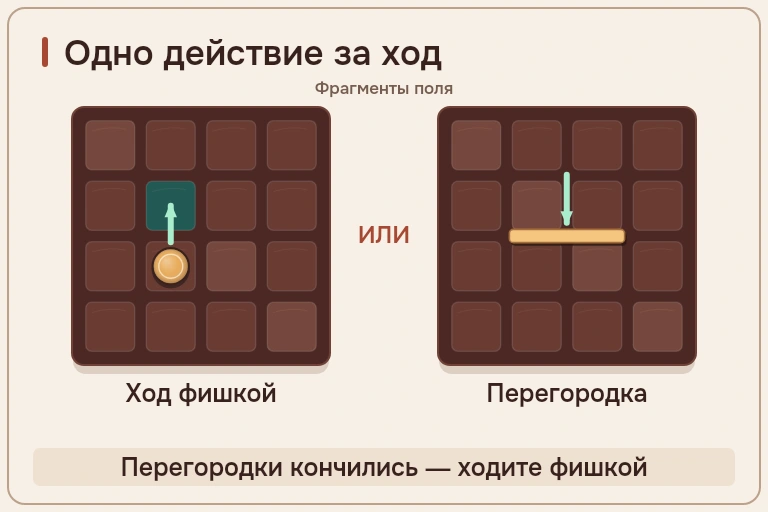 Одно действие за ход
Фрагменты поля
ИЛИ
Ход фишкой
Перегородка
Перегородки кончились — ходите фишкой